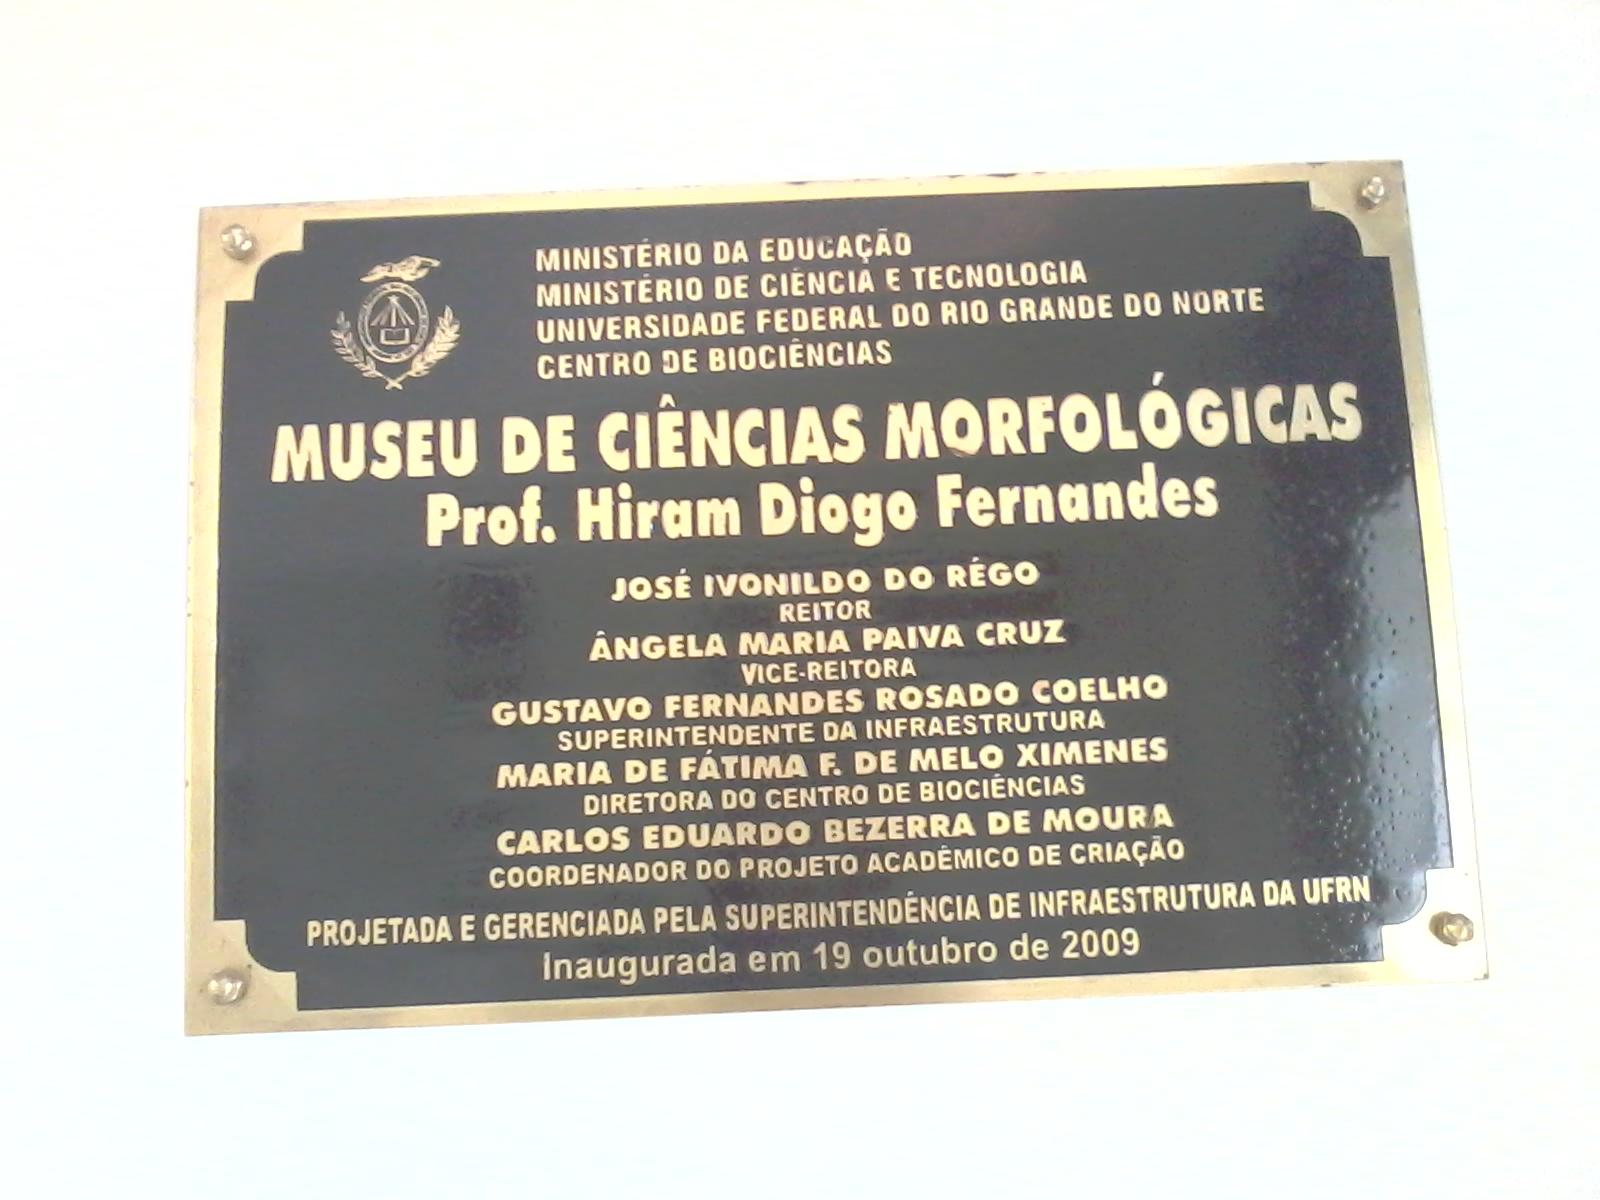 MINISTÉRIO DA EDUCAÇÃO
MINISTÉRIO DE CIÊNCIA E TECNOLOGIA
UNIVERSIDADE FEDERAL DO RIO GRANDE DO NORTE
CENTRO DE BIOCIÊNCIAS
MUSEU DE CIÊNCIAS MORFOLÓGICAS
Prof. Hiram Diogo Fernandes
JOSÉ IVONILDO DO RÊGO
REITOR
ÂNGELA MARIA PAIVA CRUZ
VICE-REITORA
GUSTAVO FERNANDES ROSADO COELHO
SUPERINTENDENTE DA INFRAESTRUTURA
MARIA DE FÁTIMA F. DE MELO XIMENES
DIRETORA DO CENTRO DE BIOCIÊNCIAS
CARLOS EDUARDO BEZERRA DE MOURA
COORDENADOR DO PROJETO ACADÊMICO DE CRIAÇÃO
PROJETADA E GERENCIADA PELA SUPERINTENDÊNCIA DE INFRAESTRUTURA DA UFRN
Inaugurada em 19 outubro de 2009